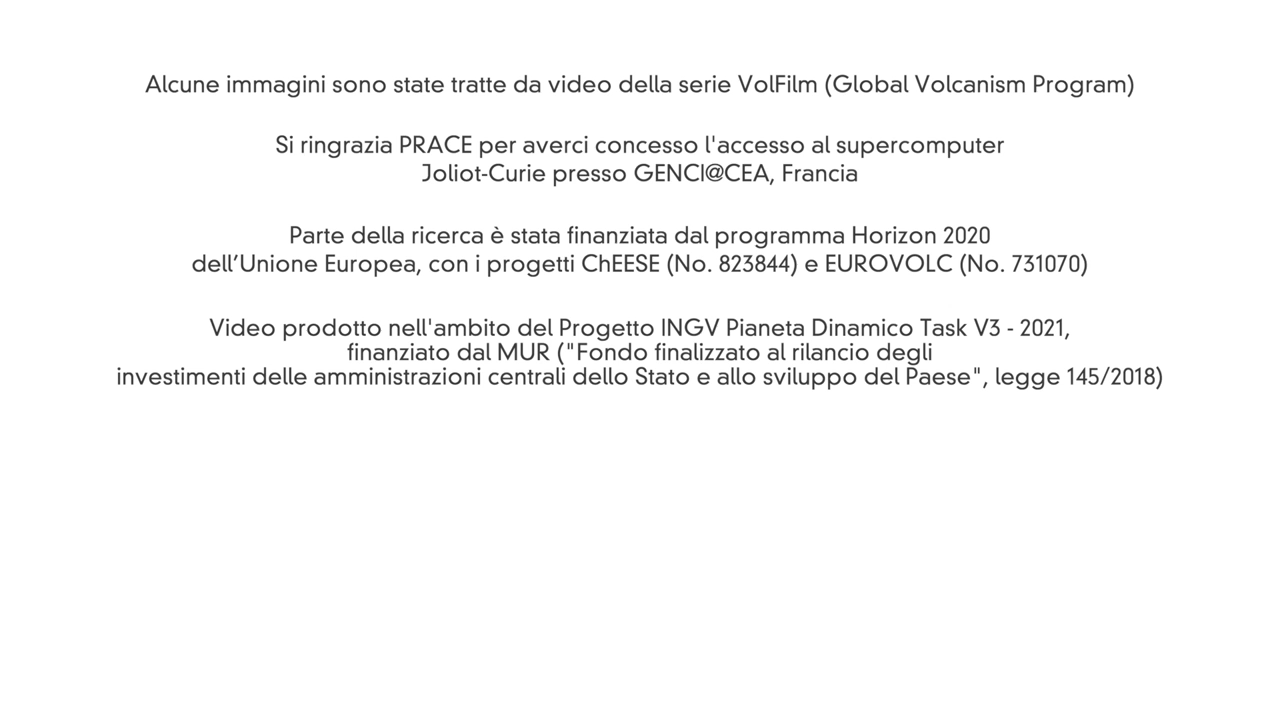 Alcune immagini sono state tratte da video della serie VolFilm (Global Volcanism Program)
Si ringrazia PRACE per averci concesso l'accesso al supercomputer
Joliot-Curie presso GENCI@CEA, Francia
Parte della ricerca è stata finanziata dal programma Horizon 2020
dell’Unione Europea, con i progetti ChEESE (No. 823844) e EUROVOLC (No. 731070)
Video prodotto nell'ambito del Progetto INGV Pianeta Dinamico Task V3 - 2021,
finanziato dal MUR ("Fondo finalizzato al rilancio degli
investimenti delle amministrazioni centrali dello Stato e allo sviluppo del Paese", legge 145/2018)